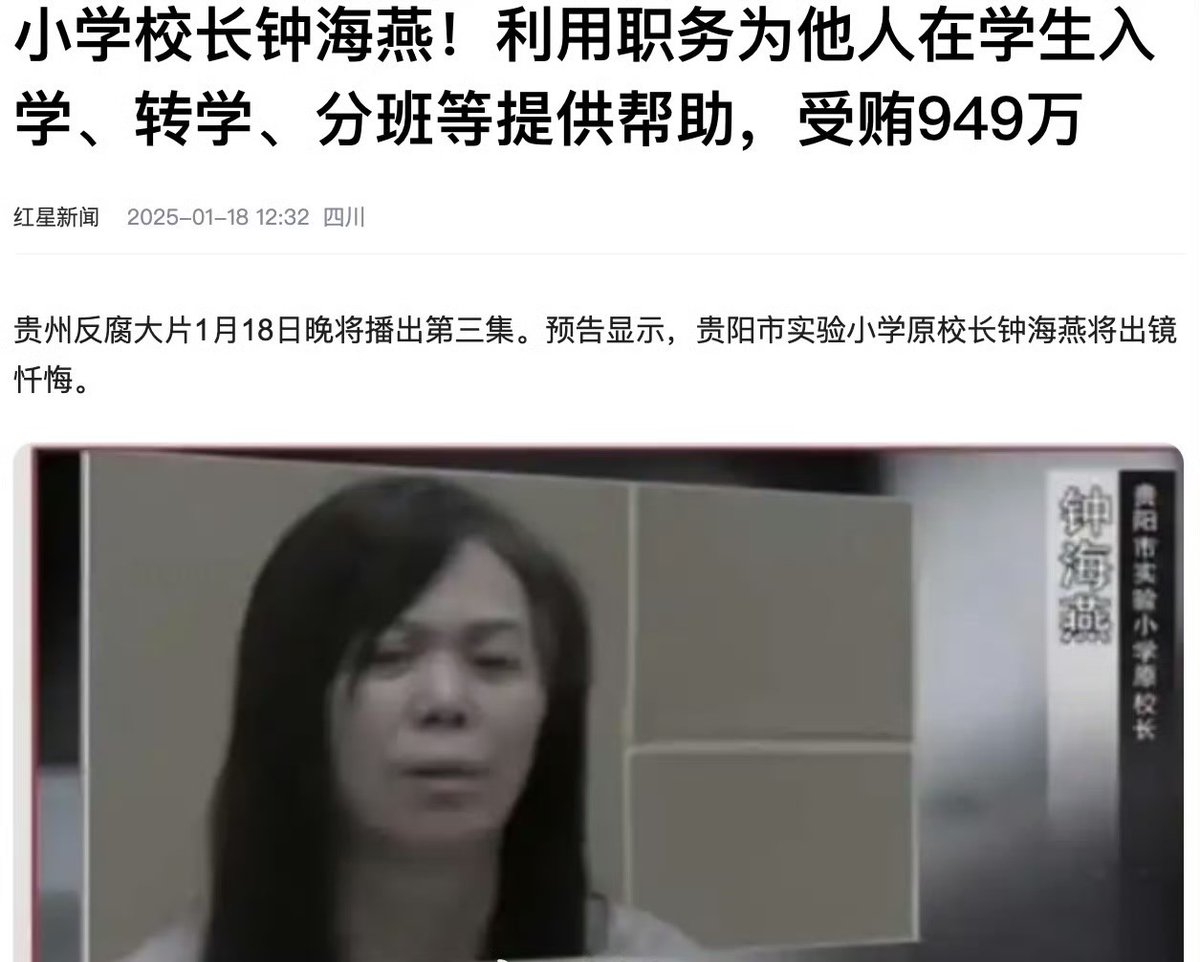 小学校长钟海燕！利用职务为他人在学生入
学、转学、分班等提供帮助，受贿949万
红星新闻 2025-01-18 12:32 四川
贵州反腐大片1月18日晚将播出第三集。预告显示，贵阳市实验小学原校长钟海燕将出镜
忏悔。
贵阳市实验小学原校长
钟海燕